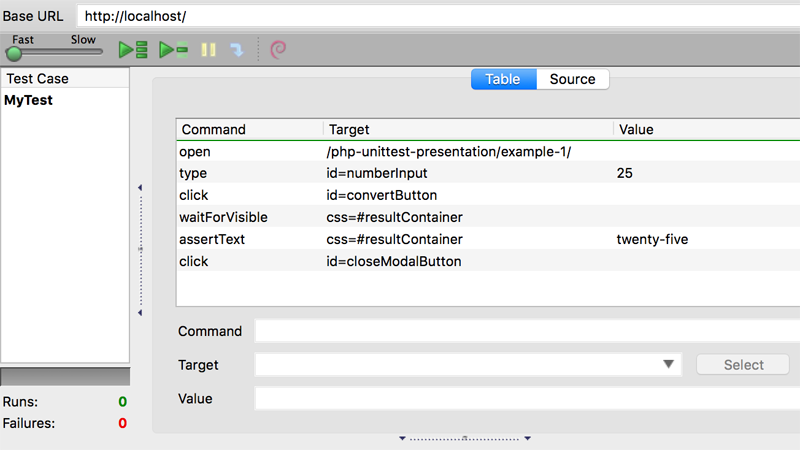 Base URL http://localhost/
Fast Slow
Test Case
MyTest
Table Source
Command Target Value
open /php-unittest-presentation/example-1/
type id=numberInput 25
click id=convertButton
waitForVisible css=#resultContainer
assertText css=#resultContainer twenty-five
click id=closeModalButton
Command
Target Select
Value
Runs: 0
Failures: 0